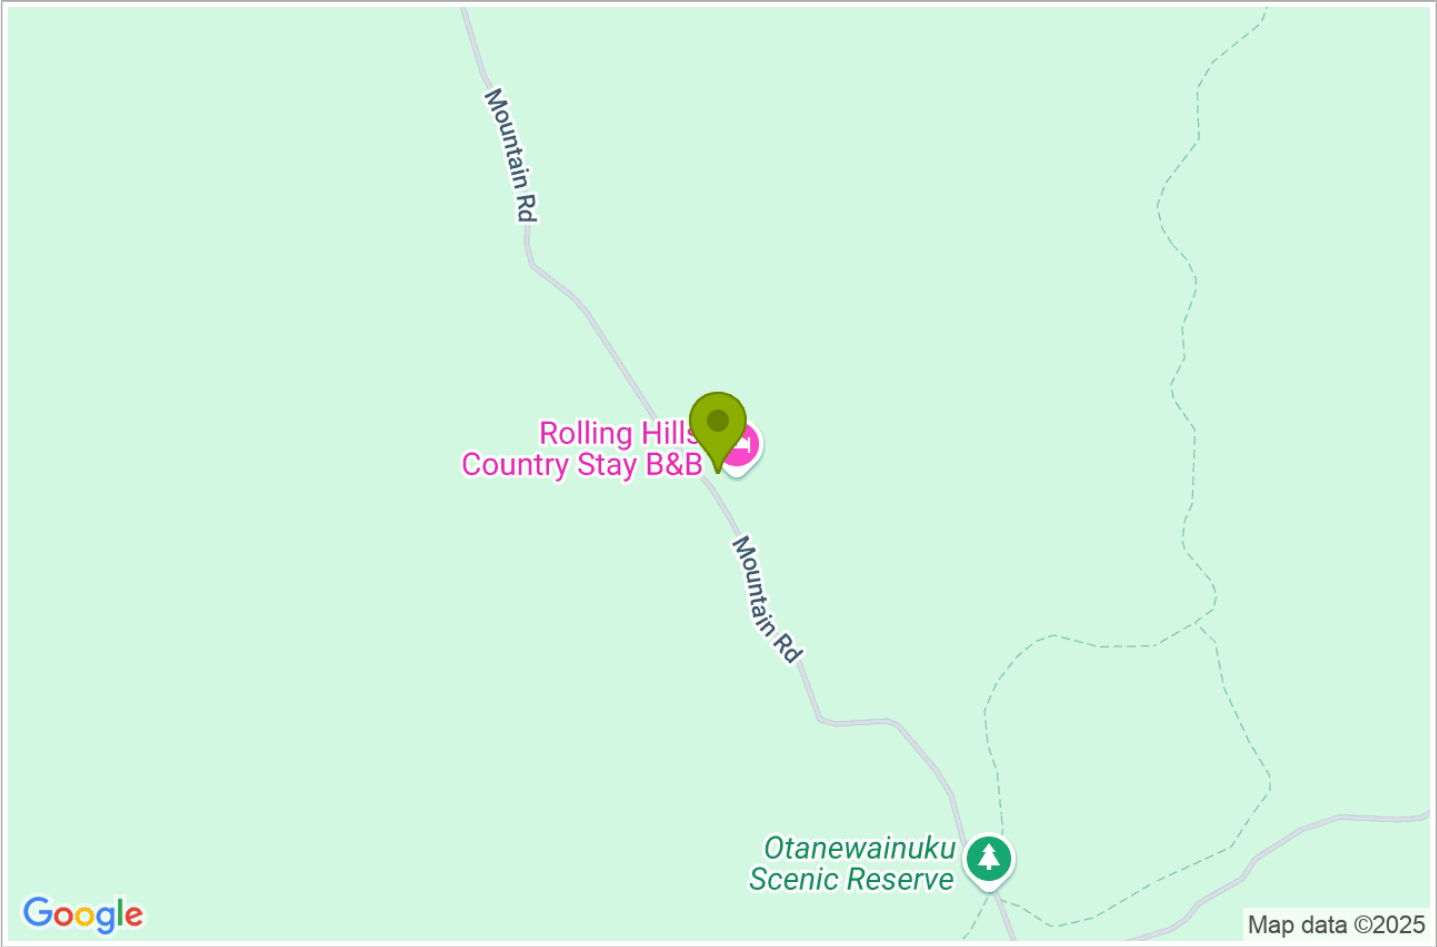 Mountain Rd
Rolling Hills
Country Stay B&B
Mountain Rd
Otanewainuku
Scenic Reserve
Google
Map data ©2025